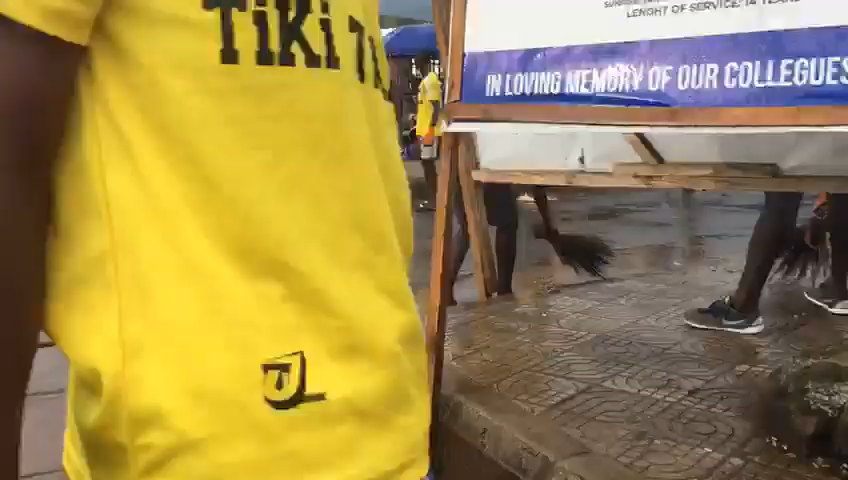 TiKi
LENGHT OF SERVICE: 14 YEARS
IN LOVING MEMORY OF OUR COLLEGUES